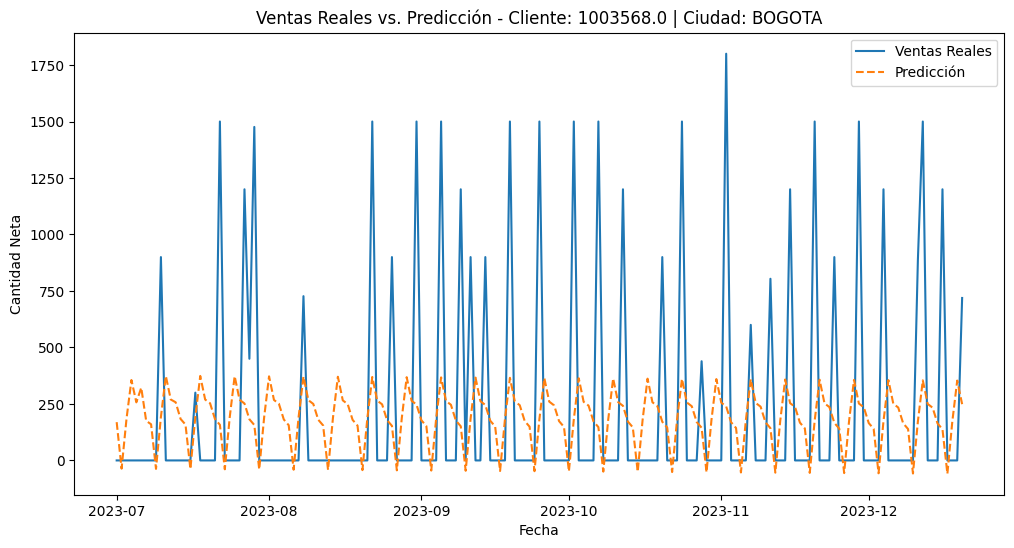 Ventas Reales vs. Predicción - Cliente: 1003568.0 | Ciudad: BOGOTA
Ventas Reales
Predicción
Cantidad Neta
1750
1500
1250
1000
750
500
250
0
2023-07
2023-08
2023-09
2023-10
2023-11
2023-12
Fecha